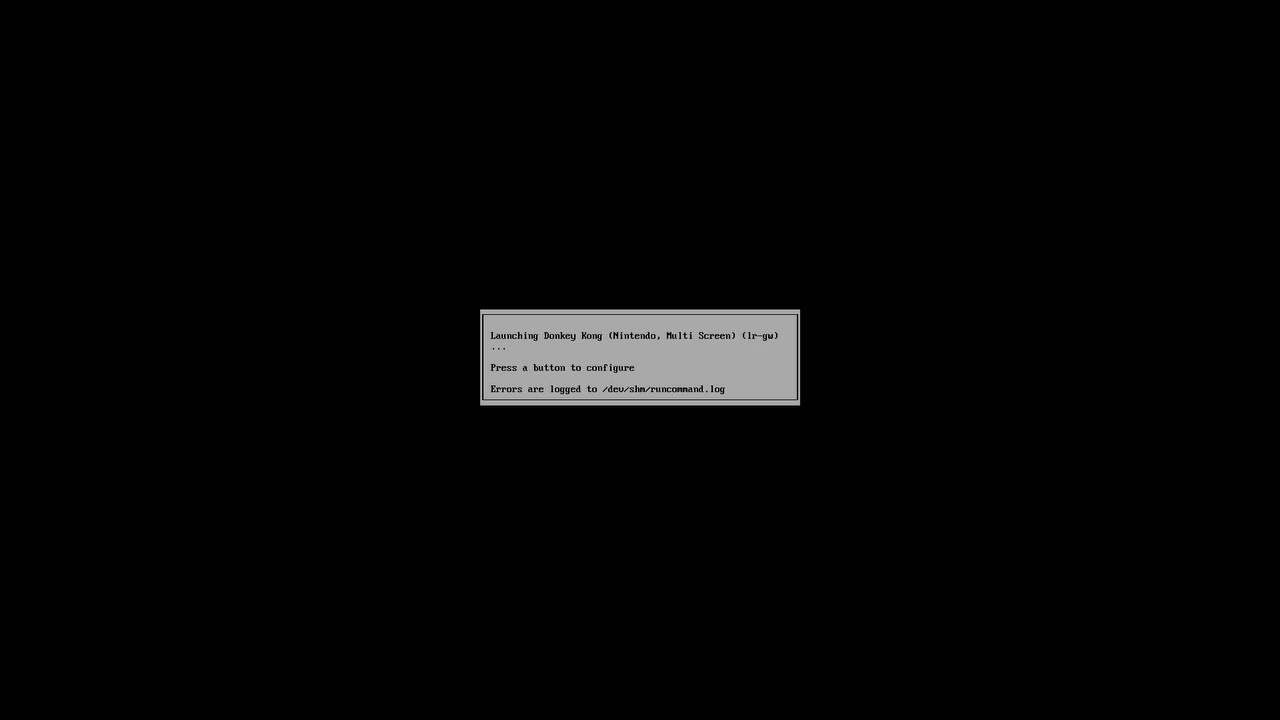 Launching Donkey Kong (Nintendo, Multi Screen) (lr-gw)
...
Press a button to configure
Errors are logged to /dev/shm/runcommand.log